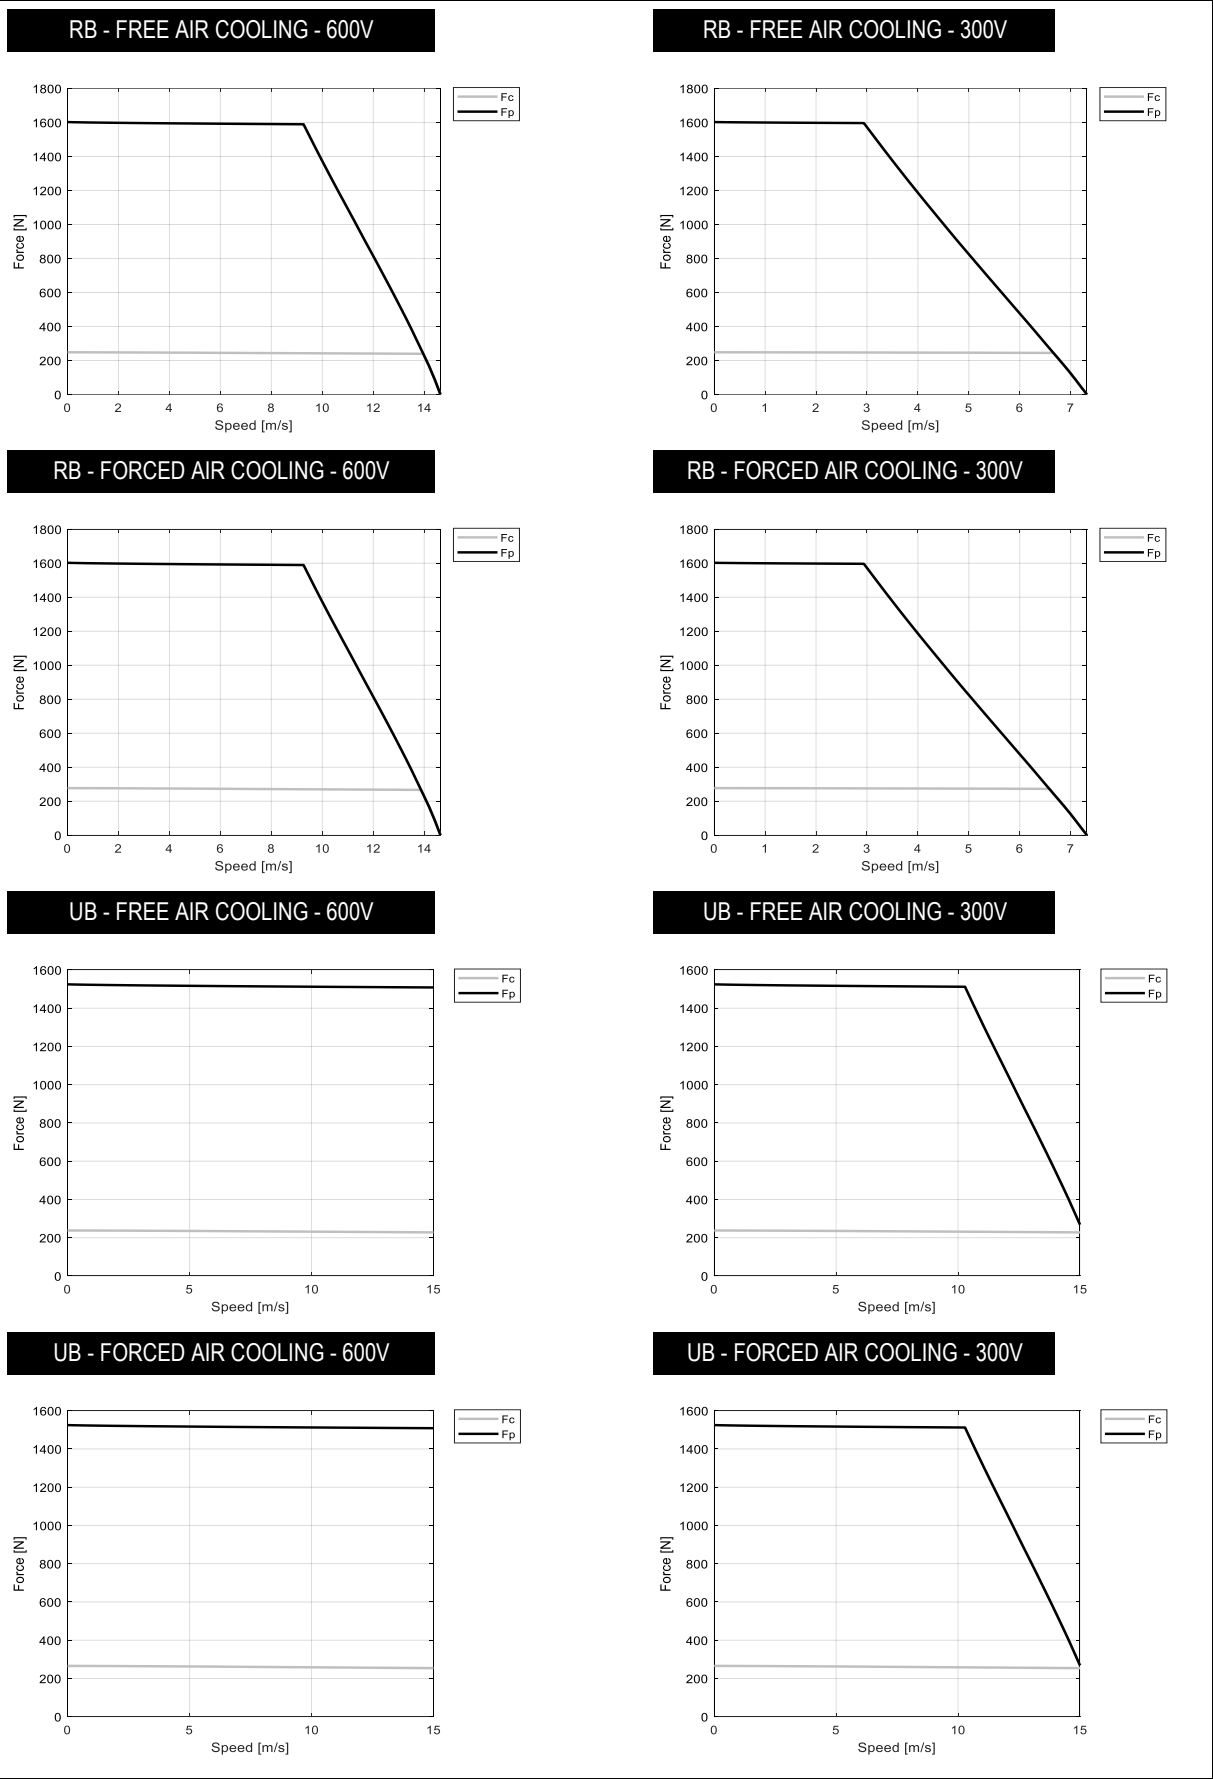 RB - FREE AIR COOLING - 600V
1800
1600
1400
1200
1000
800
600
400
200
0
Force [N]
0 2 4 6 8 10 12 14
Speed [m/s]
Fc
Fp
RB - FREE AIR COOLING - 300V
1800
1600
1400
1200
1000
800
600
400
200
0
Force [N]
0 1 2 3 4 5 6 7
Speed [m/s]
Fc
Fp
RB - FORCED AIR COOLING - 600V
1800
1600
1400
1200
1000
800
600
400
200
0
Force [N]
0 2 4 6 8 10 12 14
Speed [m/s]
Fc
Fp
RB - FORCED AIR COOLING - 300V
1800
1600
1400
1200
1000
800
600
400
200
0
Force [N]
0 1 2 3 4 5 6 7
Speed [m/s]
Fc
Fp
UB - FREE AIR COOLING - 600V
1600
1400
1200
1000
800
600
400
200
0
Force [N]
0 5 10 15
Speed [m/s]
Fc
Fp
UB - FREE AIR COOLING - 300V
1600
1400
1200
1000
800
600
400
200
0
Force [N]
0 5 10 15
Speed [m/s]
Fc
Fp
UB - FORCED AIR COOLING - 600V
1600
1400
1200
1000
800
600
400
200
0
Force [N]
0 5 10 15
Speed [m/s]
Fc
Fp
UB - FORCED AIR COOLING - 300V
1600
1400
1200
1000
800
600
400
200
0
Force [N]
0 5 10 15
Speed [m/s]
Fc
Fp